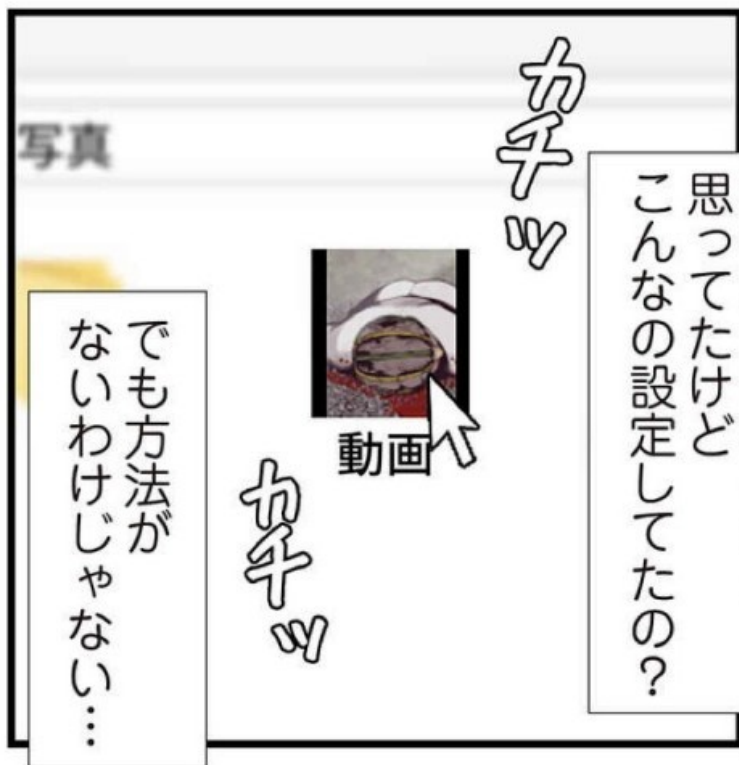 写真
カチッ
思ってたけど
こんなの設定してたの?
動画
カチッ
でも方法が
ないわけじゃない…